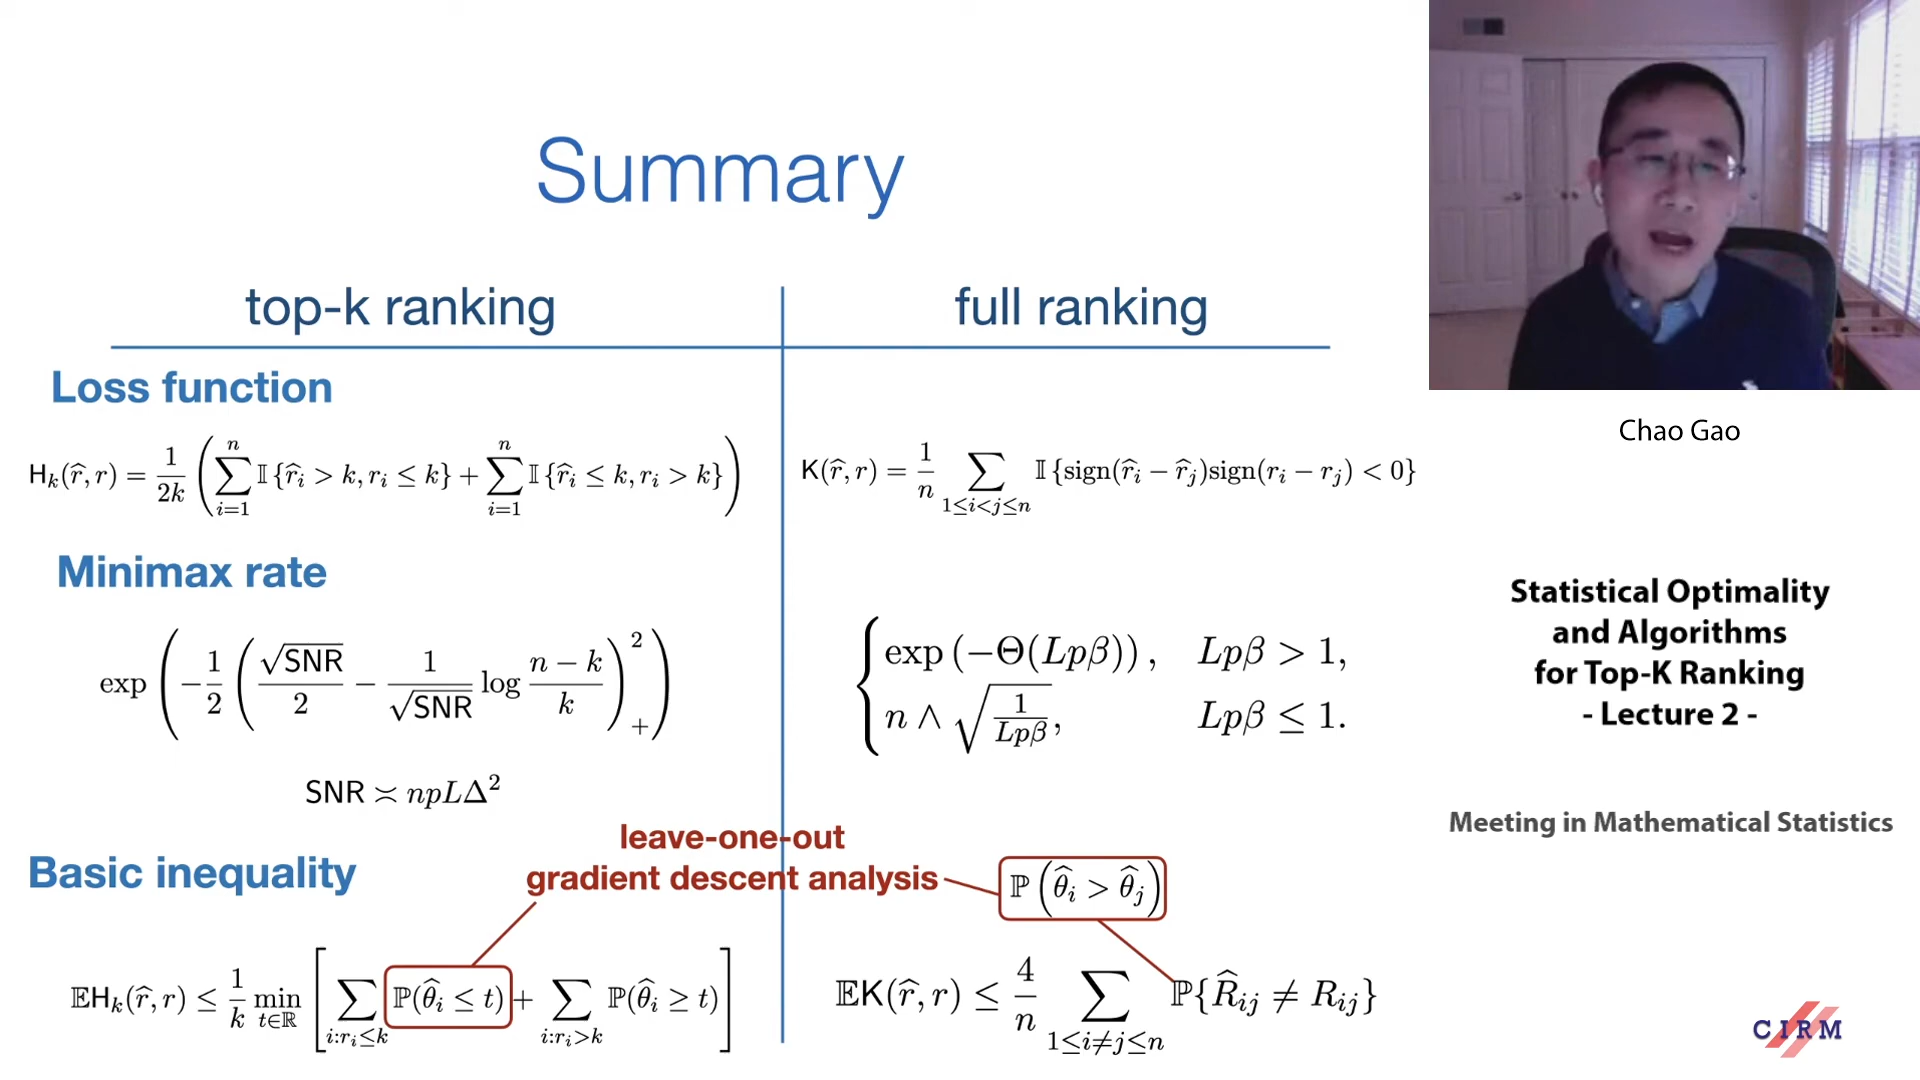 Summary
top-k ranking
full ranking
Loss function
H_k(r̂, r) = 1/(2k) ( ∑_{i=1}^{n} 𝕀{r̂_i > k, r_i ≤ k} + ∑_{i=1}^{n} 𝕀{r̂_i ≤ k, r_i > k} )
K(r̂, r) = 1/n ∑_{1≤i<j≤n} 𝕀{sign(r̂_i − r̂_j)sign(r_i − r_j) < 0}
Minimax rate
exp( −1/2 ( √SNR/2 − 1/√SNR log (n − k)/k )_+^2 )
SNR ≍ npLΔ²
{ exp(−Θ(Lpβ)), Lpβ > 1,
n ∧ √(1/(Lpβ)), Lpβ ≤ 1.
leave-one-out
gradient descent analysis
Basic inequality
ℙ(θ̂_i > θ̂_j)
𝔼H_k(r̂, r) ≤ 1/k min_{t∈ℝ} [ ∑_{i:r_i≤k} ℙ(θ̂_i ≤ t) + ∑_{i:r_i>k} ℙ(θ̂_i ≥ t) ]
𝔼K(r̂, r) ≤ 4/n ∑_{1≤i≠j≤n} ℙ{R̂_ij ≠ R_ij}
Chao Gao
Statistical Optimality
and Algorithms
for Top-K Ranking
- Lecture 2 -
Meeting in Mathematical Statistics
CIRM